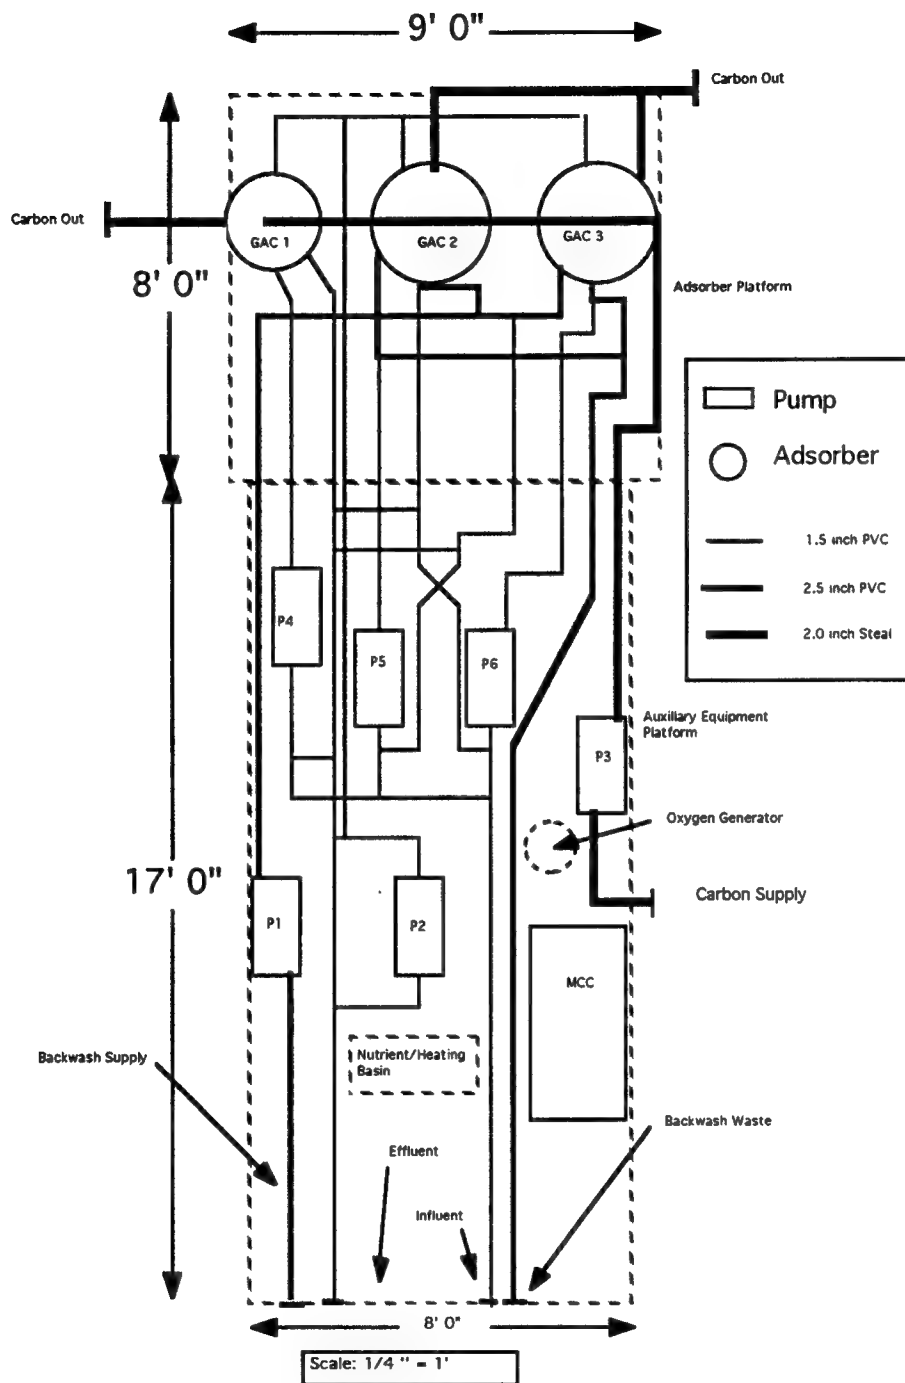 9' 0"
Carbon Out
Carbon Out
GAC 1
GAC 2
GAC 3
8' 0"
Adsorber Platform
Pump
Adsorber
1.5 inch PVC
2.5 inch PVC
2.0 inch Steal
P4
P5
P6
Auxillary Equipment
Platform
P3
Oxygen Generator
17' 0"
Carbon Supply
P1
P2
MCC
Backwash Supply
Nutrient/Heating
Basin
Backwash Waste
Effluent
Influent
8' 0"
Scale: 1/4 " = 1'